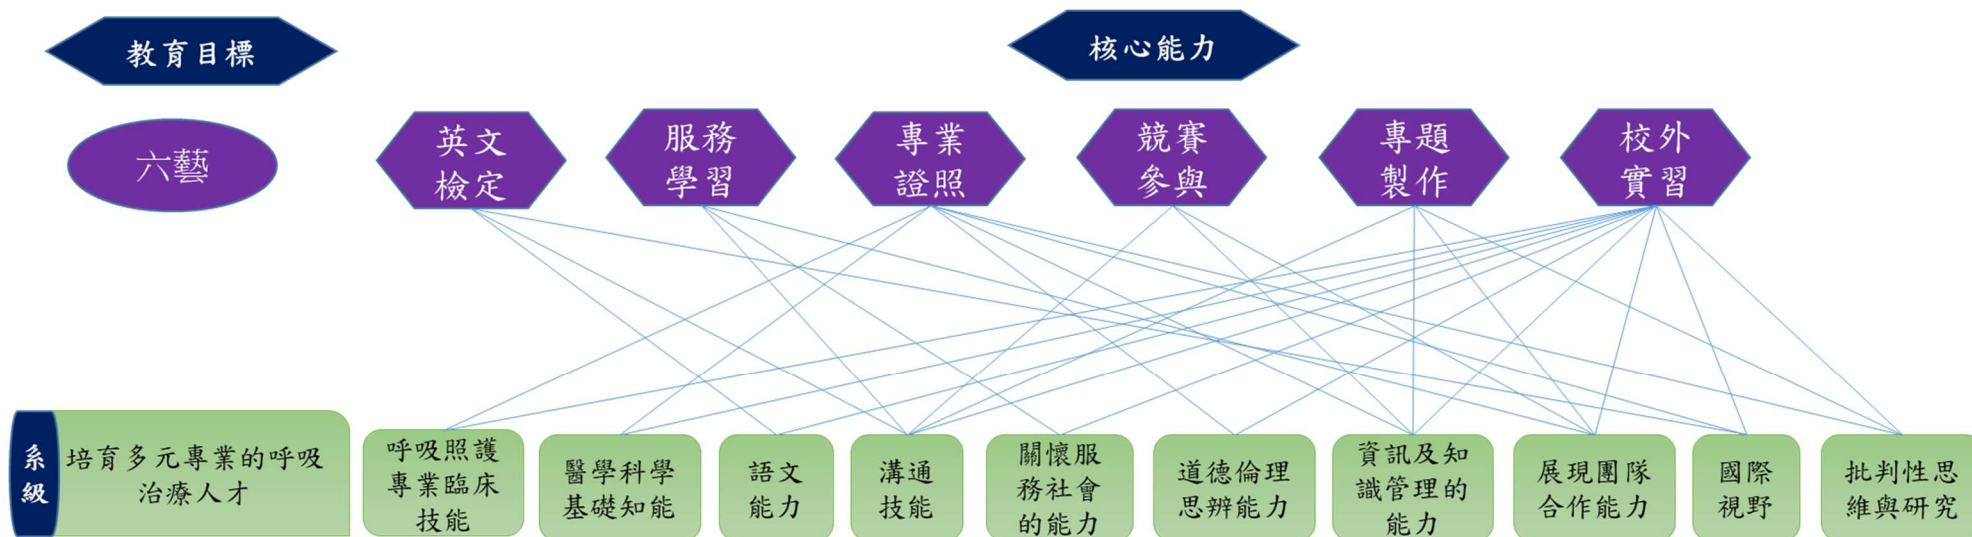 教育目標
核心能力
六藝
英文
檢定
服務
學習
專業
證照
競賽
參與
專題
製作
校外
實習
系
級
培育多元專業的呼吸
治療人才
呼吸照護
專業臨床
技能
醫學科學
基礎知能
語文
能力
溝通
技能
關懷服
務社會
的能力
道德倫理
思辨能力
資訊及知
識管理的
能力
展現團隊
合作能力
國際
視野
批判性思
維與研究